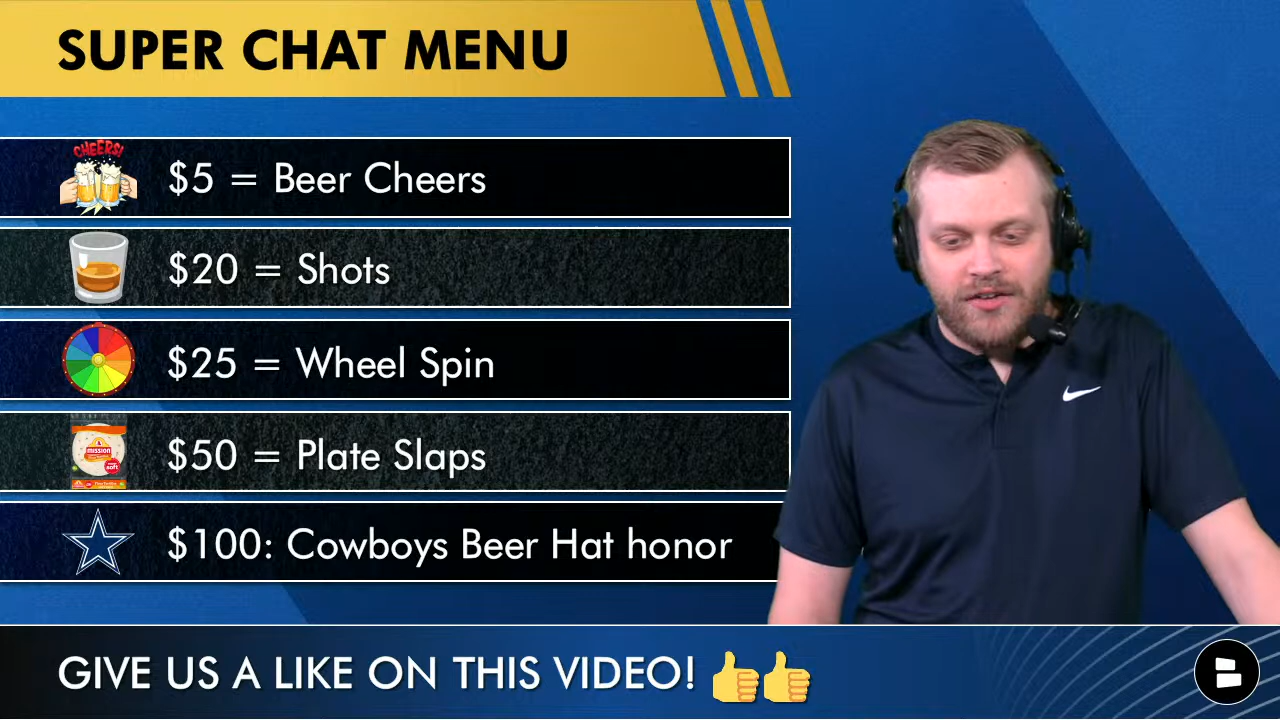 SUPER CHAT MENU
CHEERS!
$5 = Beer Cheers
$20 = Shots
$25 = Wheel Spin
MISSION
$50 = Plate Slaps
$100: Cowboys Beer Hat honor
GIVE US A LIKE ON THIS VIDEO! 👍👍